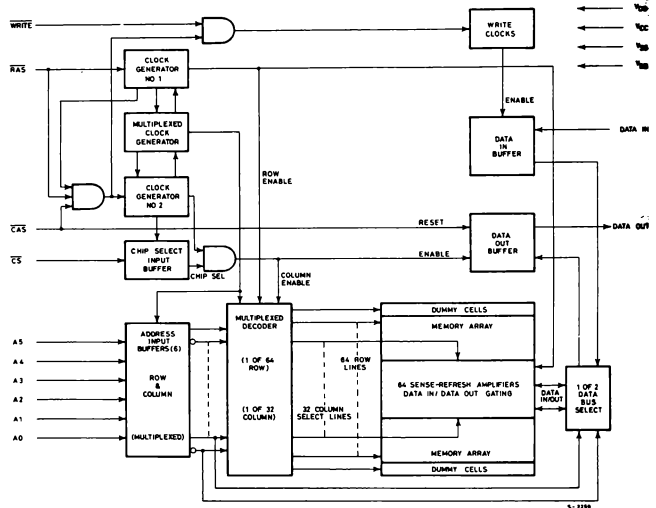 WRITE
RAS
CAS
CS
A5
A4
A3
A2
A1
A0
CLOCK
GENERATOR
NO 1
MULTIPLEXED
CLOCK
GENERATOR
CLOCK
GENERATOR
NO 2
CHIP SELECT
INPUT
BUFFER
CHIP SEL
WRITE
CLOCKS
ENABLE
DATA
IN
BUFFER
DATA IN
ROW
ENABLE
RESET
ENABLE
DATA
OUT
BUFFER
DATA OUT
COLUMN
ENABLE
ADDRESS
INPUT
BUFFERS(6)
ROW
&
COLUMN
(MULTIPLEXED)
MULTIPLEXED
DECODER
(1 OF 64
ROW)
(1 OF 32
COLUMN)
64 ROW
LINES
32 COLUMN
SELECT LINES
DUMMY CELLS
MEMORY ARRAY
64 SENSE-REFRESH AMPLIFIERS
DATA IN/DATA OUT GATING
MEMORY ARRAY
DUMMY CELLS
DATA
IN/OUT
1 OF 2
DATA
BUS
SELECT
VDD
VCC
VSS
VBB